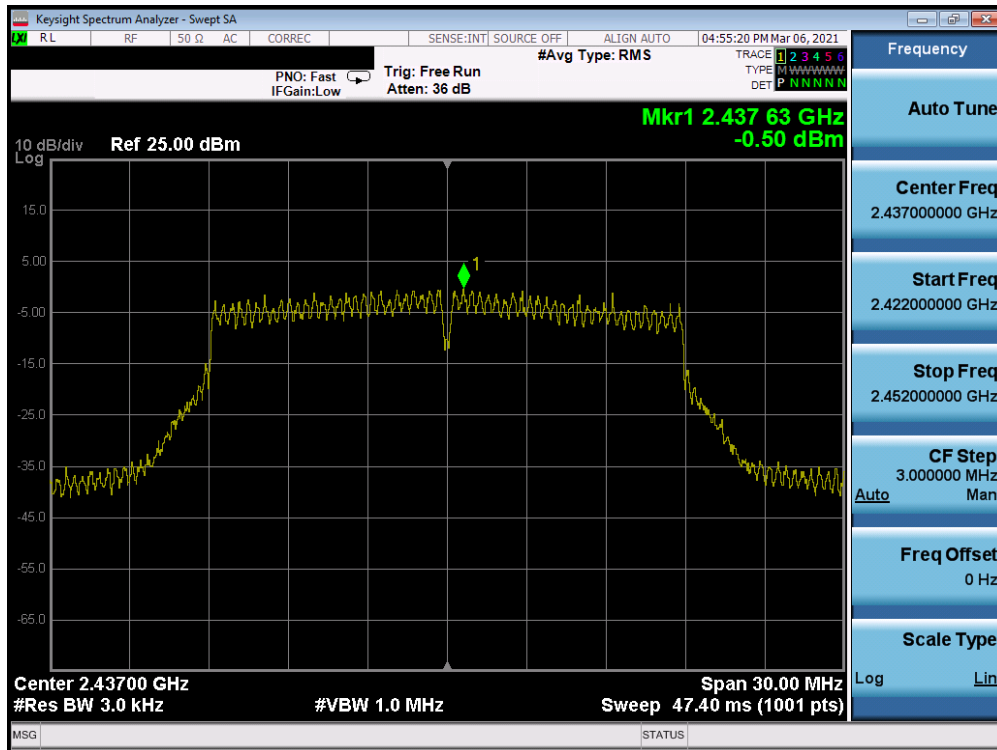 Keysight Spectrum Analyzer - Swept SA
LXI RL RF 50 Ω AC CORREC SENSE:INT SOURCE OFF ALIGN AUTO 04:55:20 PM Mar 06, 2021
#Avg Type: RMS
TRACE 1 2 3 4 5 6
PNO: Fast Trig: Free Run
TYPE M W W W W W
IFGain:Low Atten: 36 dB
DET P N N N N N
Mkr1 2.437 63 GHz
-0.50 dBm
10 dB/div Ref 25.00 dBm
Log
15.0
5.00
1
-5.00
-15.0
-25.0
-35.0
-45.0
-55.0
-65.0
Center 2.43700 GHz Span 30.00 MHz
#Res BW 3.0 kHz #VBW 1.0 MHz Sweep 47.40 ms (1001 pts)
MSG STATUS
Frequency
Auto Tune
Center Freq
2.437000000 GHz
Start Freq
2.422000000 GHz
Stop Freq
2.452000000 GHz
CF Step
3.000000 MHz
Auto Man
Freq Offset
0 Hz
Scale Type
Log Lin